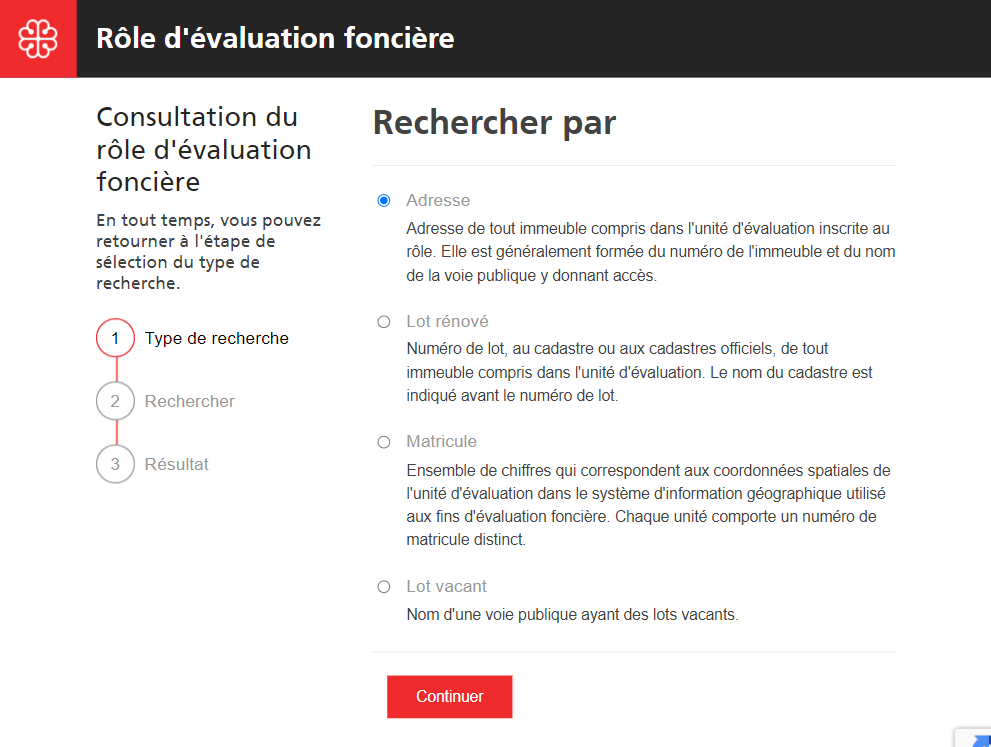 Rôle d'évaluation foncière
Consultation du
rôle d'évaluation
foncière
En tout temps, vous pouvez
retourner à l'étape de
sélection du type de
recherche.
1 Type de recherche
2 Rechercher
3 Résultat
Rechercher par
Adresse
Adresse de tout immeuble compris dans l'unité d'évaluation inscrite au
rôle. Elle est généralement formée du numéro de l'immeuble et du nom
de la voie publique y donnant accès.
Lot rénové
Numéro de lot, au cadastre ou aux cadastres officiels, de tout
immeuble compris dans l'unité d'évaluation. Le nom du cadastre est
indiqué avant le numéro de lot.
Matricule
Ensemble de chiffres qui correspondent aux coordonnées spatiales de
l'unité d'évaluation dans le système d'information géographique utilisé
aux fins d'évaluation foncière. Chaque unité comporte un numéro de
matricule distinct.
Lot vacant
Nom d'une voie publique ayant des lots vacants.
Continuer